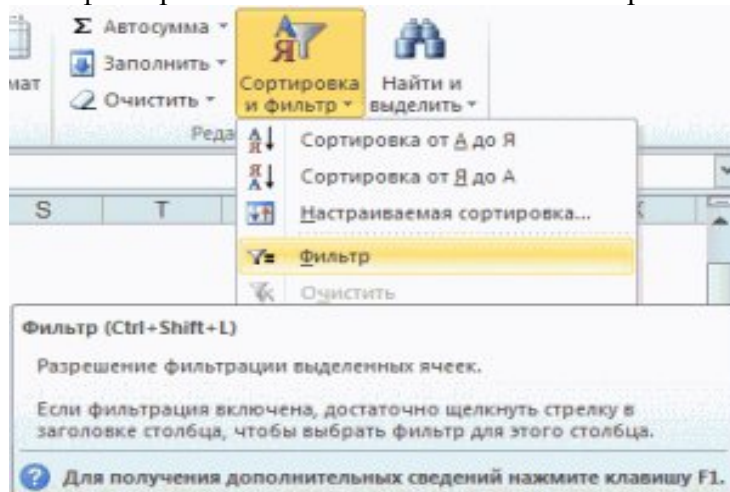 Σ Автосумма
Заполнить
мат
Очистить
Сортировка
и фильтр
Найти и
выделить
Реда
Сортировка от А до Я
Сортировка от Я до А
S T
Настраиваемая сортировка...
Фильтр
Очистить
Фильтр (Ctrl+Shift+L)
Разрешение фильтрации выделенных ячеек.
Если фильтрация включена, достаточно щелкнуть стрелку в
заголовке столбца, чтобы выбрать фильтр для этого столбца.
Для получения дополнительных сведений нажмите клавишу F1.